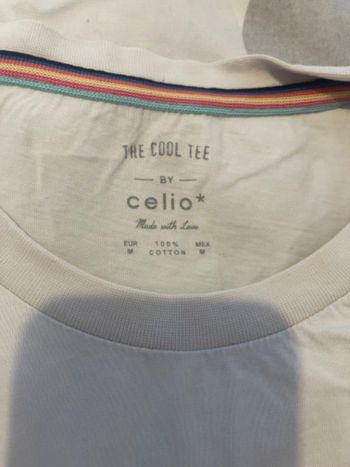 THE COOL TEE
BY
celio*
Made with Love
EUR 100% MEX
M COTTON M